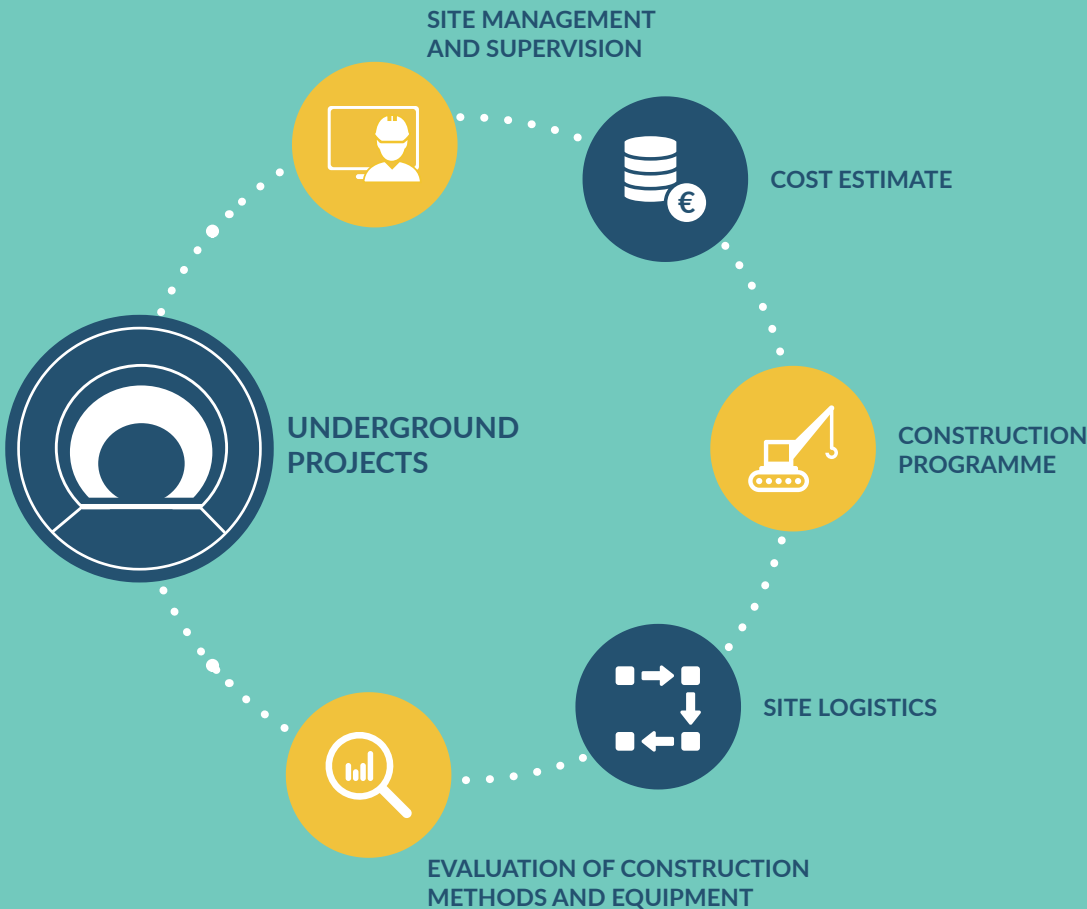 SITE MANAGEMENT
AND SUPERVISION
€
COST ESTIMATE
UNDERGROUND
PROJECTS
CONSTRUCTION
PROGRAMME
SITE LOGISTICS
EVALUATION OF CONSTRUCTION
METHODS AND EQUIPMENT